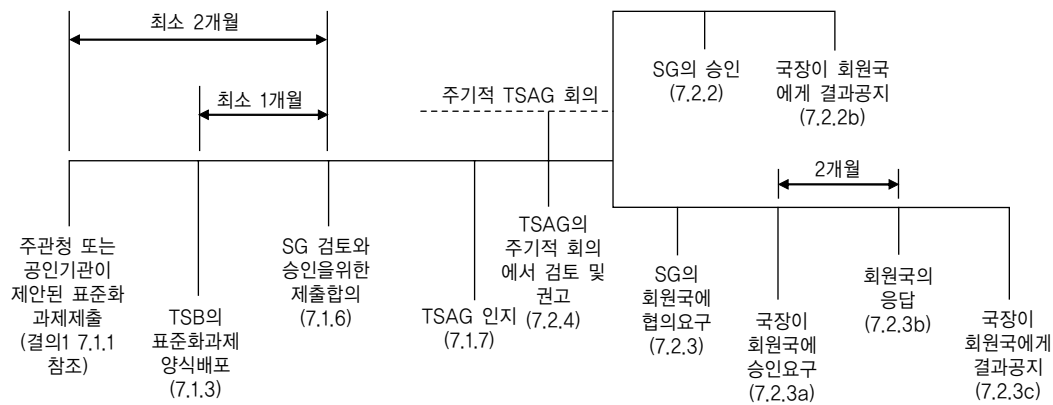 최소 2개월
최소 1개월
주기적 TSAG 회의
SG의 승인
(7.2.2)
국장이 회원국
에게 결과공지
(7.2.2b)
2개월
주관청 또는
공인기관이
제안된 표준화
과제제출
(결의1 7.1.1
참조)
TSB의
표준화과제
양식배포
(7.1.3)
SG 검토와
승인을위한
제출합의
(7.1.6)
TSAG 인지
(7.1.7)
TSAG의
주기적 회의
에서 검토 및
권고
(7.2.4)
SG의
회원국에
협의요구
(7.2.3)
국장이
회원국에
승인요구
(7.2.3a)
회원국의
응답
(7.2.3b)
국장이
회원국에게
결과공지
(7.2.3c)